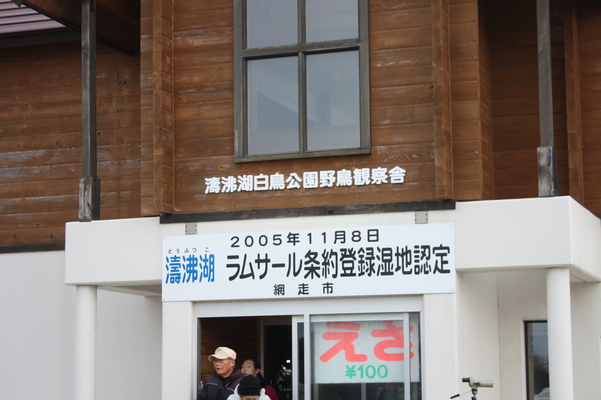 濤沸湖白鳥公園野鳥観察舎
2005年11月8日
とうふつこ
濤沸湖 ラムサール条約登録湿地認定
網走市
えさ
¥100